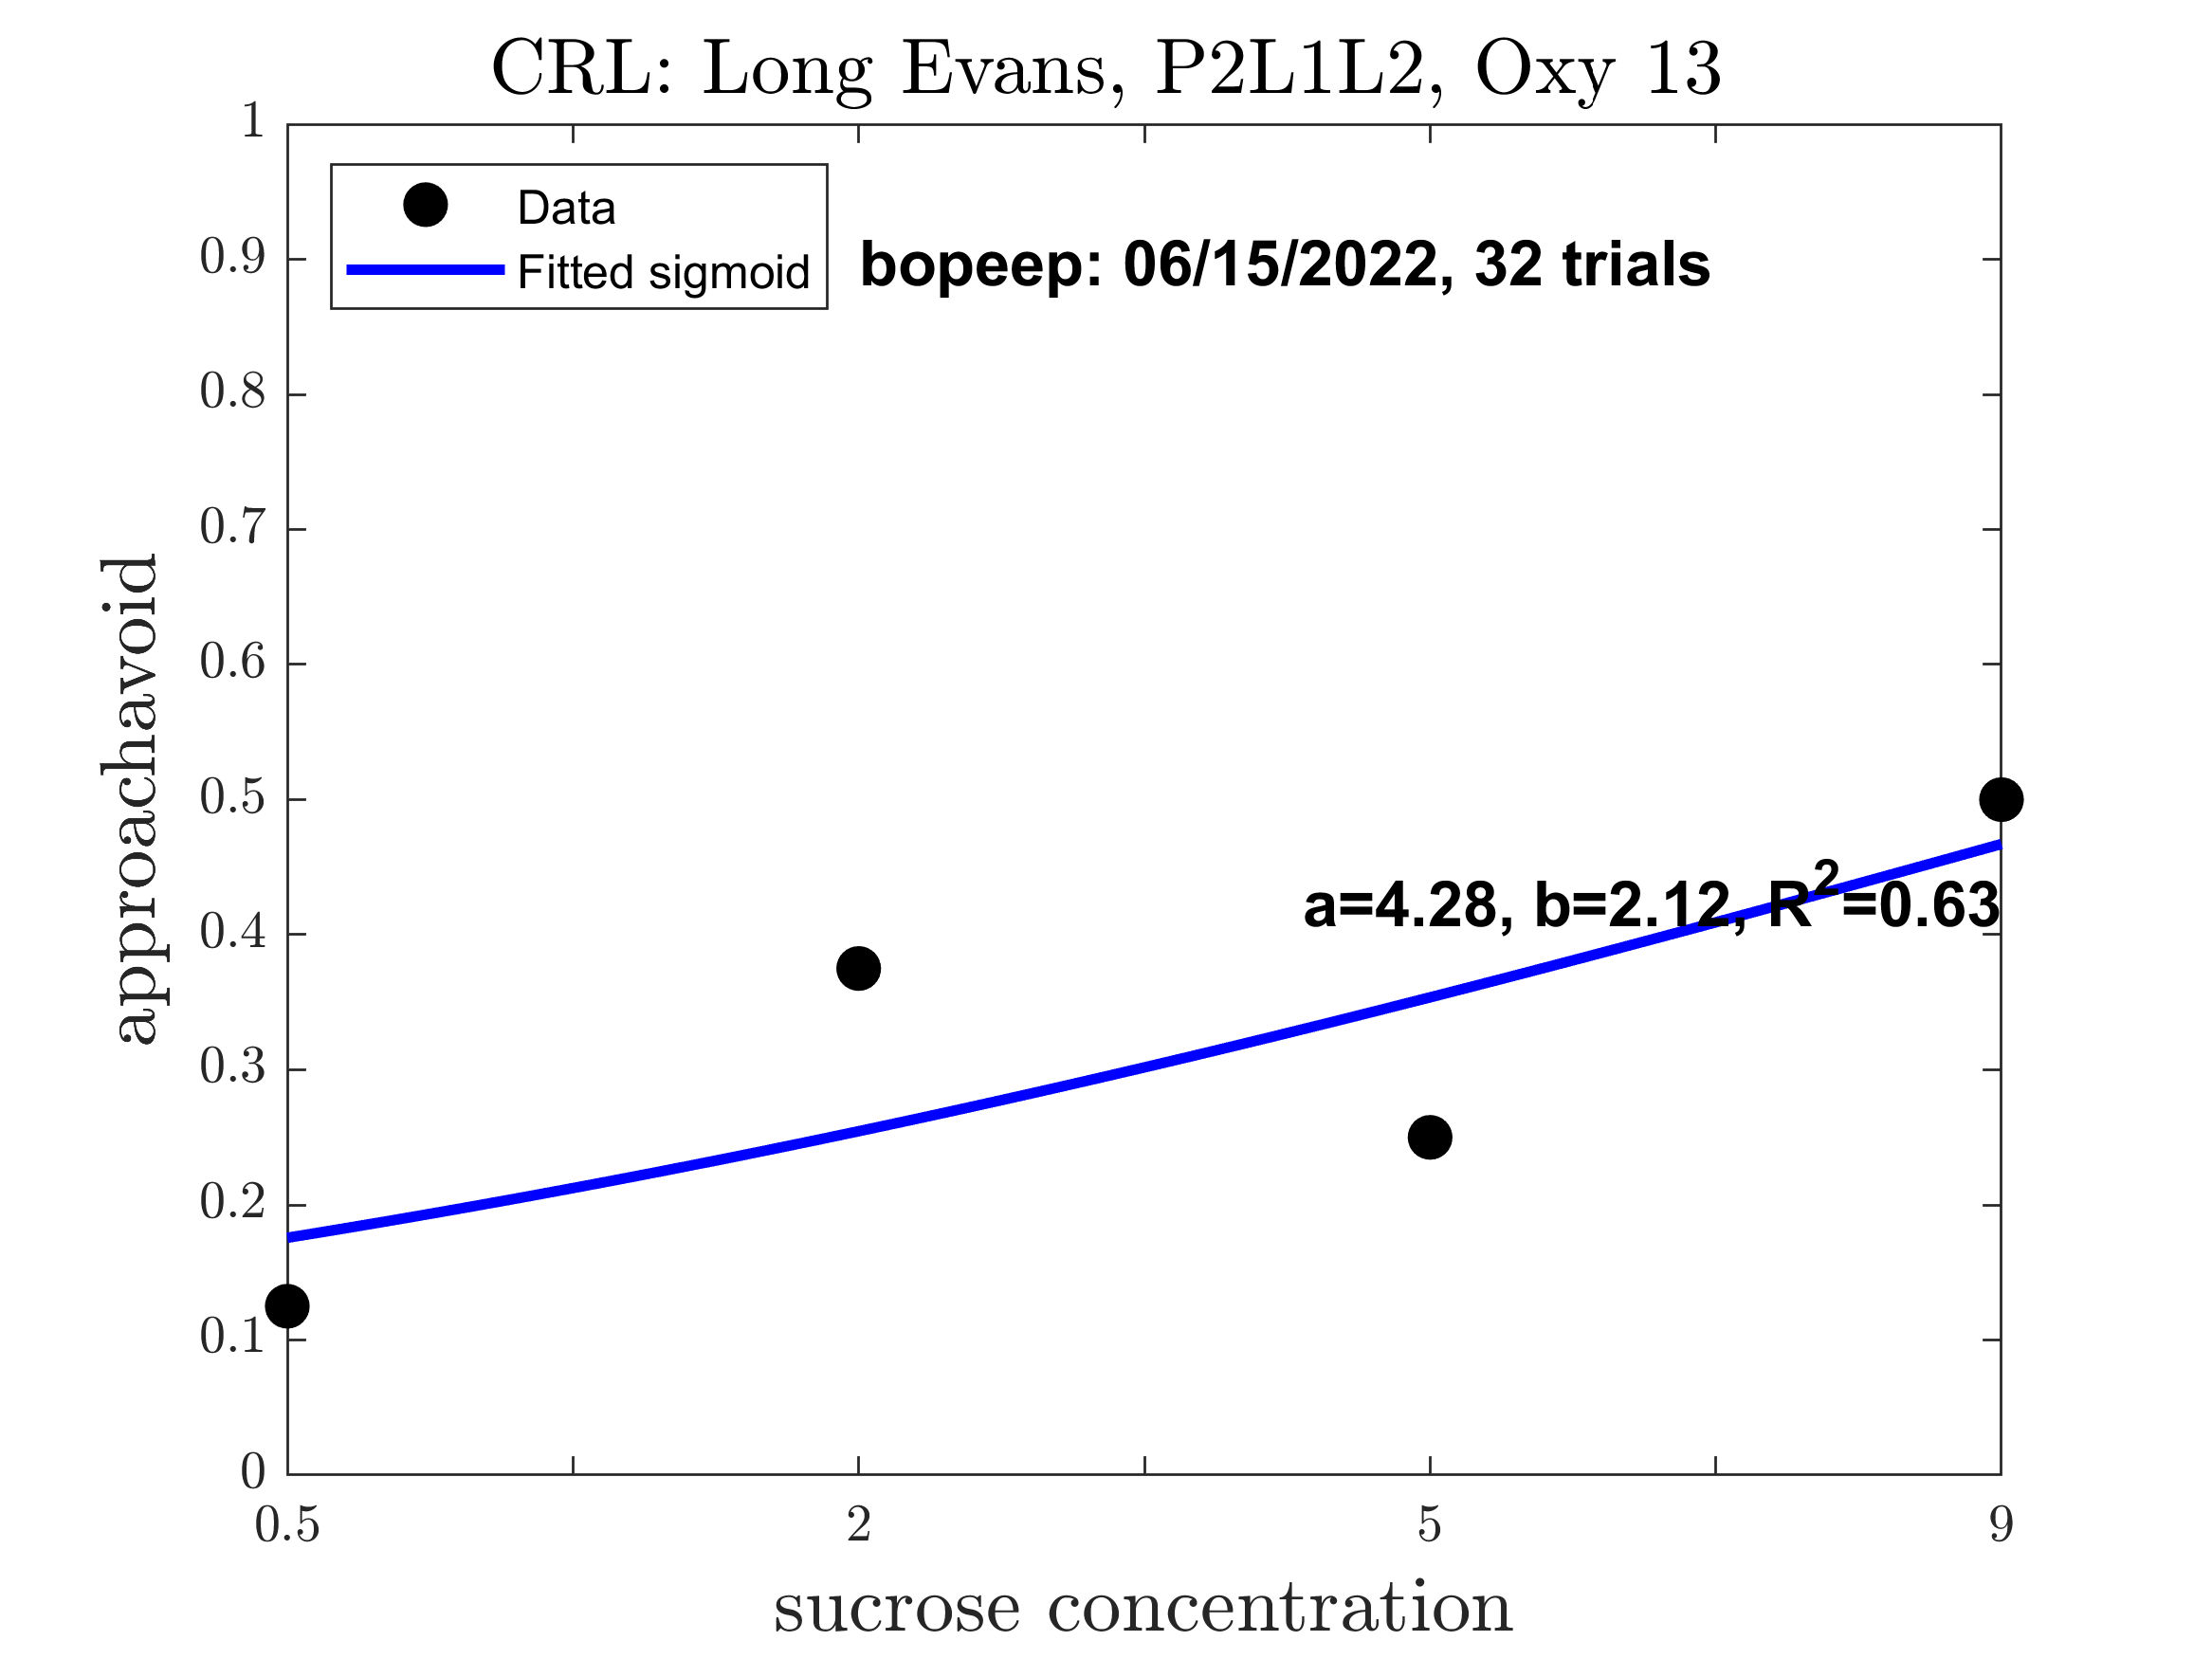 CRL: Long Evans, P2L1L2, Oxy 13
1
Data
Fitted sigmoid
bopeep: 06/15/2022, 32 trials
0.9
0.8
0.7
0.6
0.5
a=4.28, b=2.12, R²=0.63
0.4
0.3
0.2
0.1
0
approachavoid
0.5 2 5 9
sucrose concentration